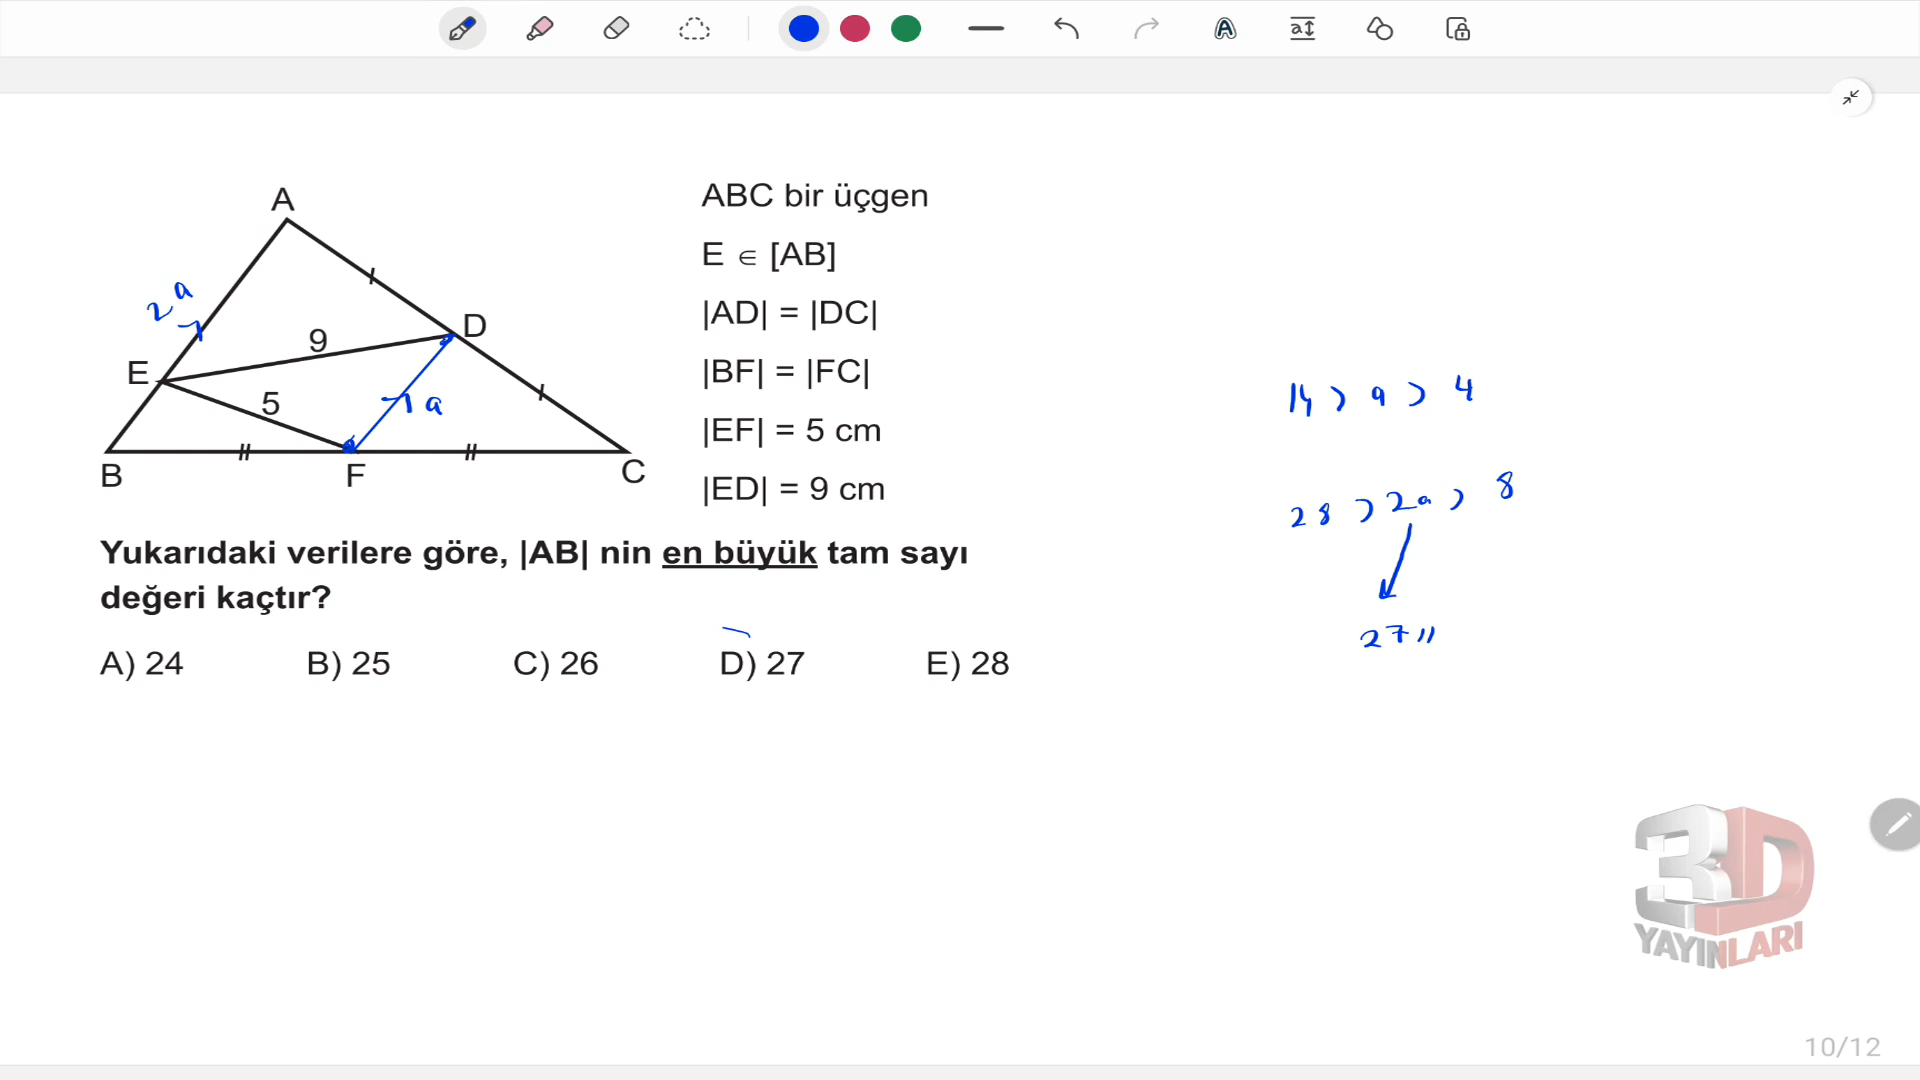 A
2a
D
9
E
5
a
B
F
C
ABC bir üçgen
E ∈ [AB]
|AD| = |DC|
|BF| = |FC|
|EF| = 5 cm
|ED| = 9 cm
14 > a > 4
28 > 2a > 8
27 //
Yukarıdaki verilere göre, |AB| nin en büyük tam sayı
değeri kaçtır?
A) 24 B) 25 C) 26 D) 27 E) 28
3D
YAYINLARI
10/12